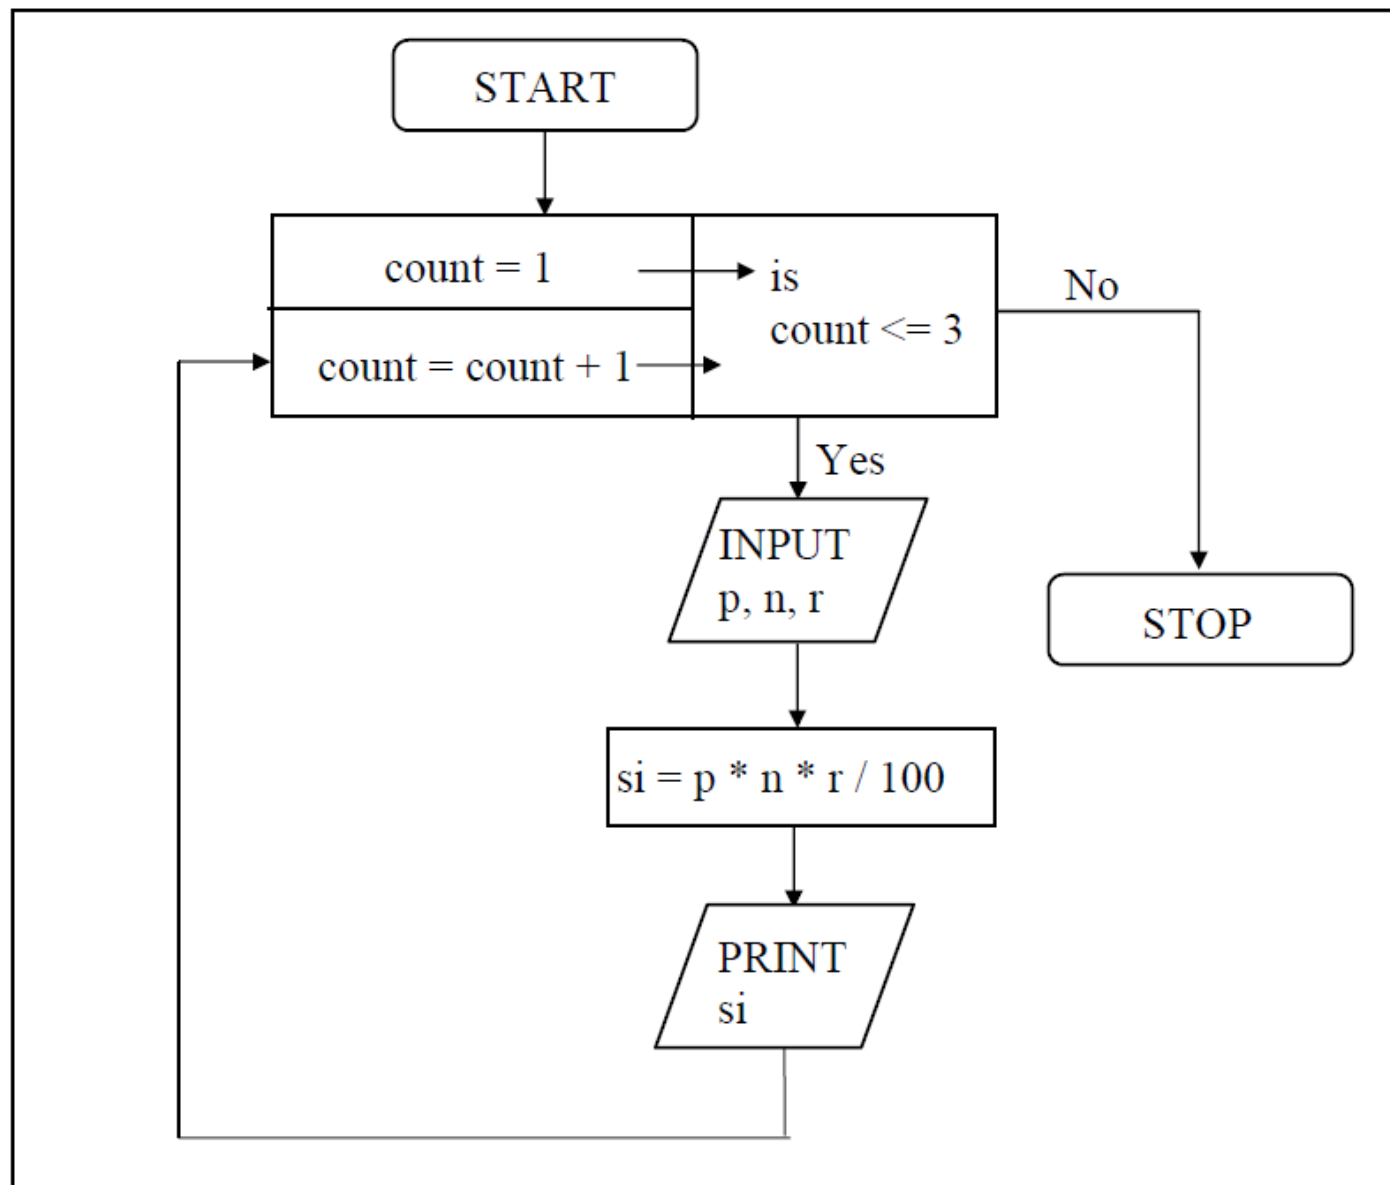 START
count = 1
is
count <= 3
No
count = count + 1
Yes
INPUT
p, n, r
STOP
si = p * n * r / 100
PRINT
si